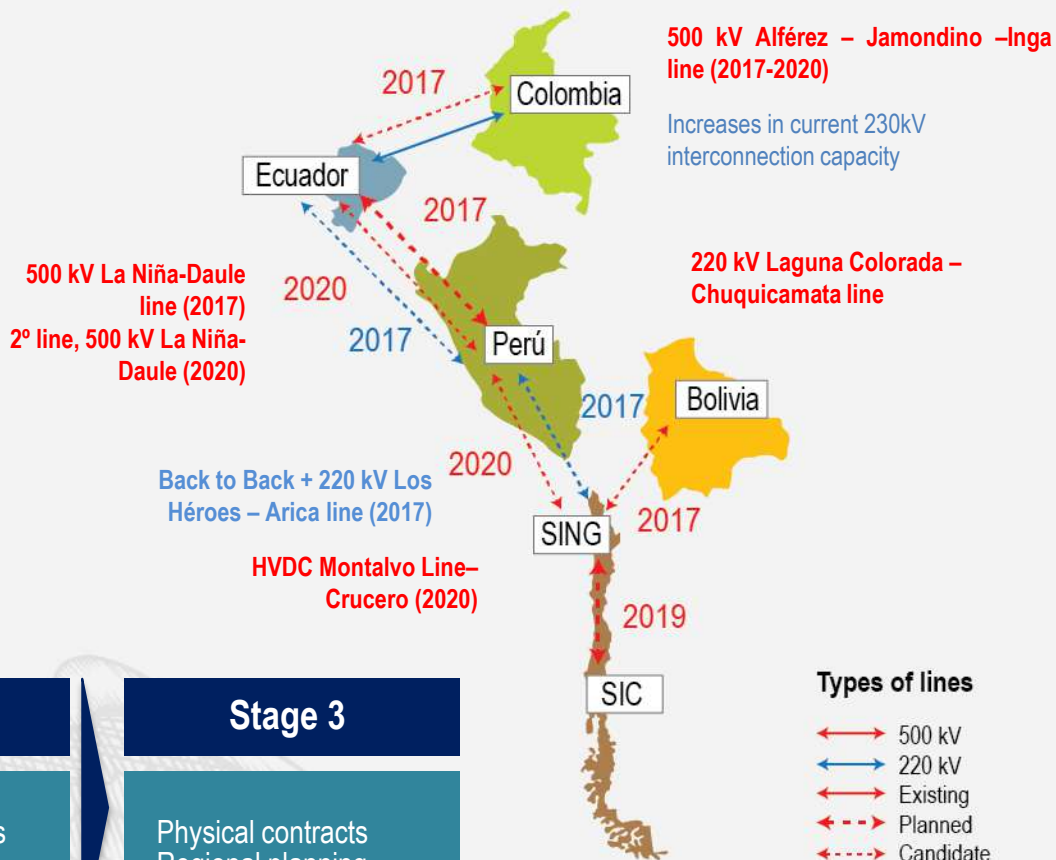 500 kV Alférez – Jamondino –Inga
line (2017-2020)
2017
Colombia
Increases in current 230kV
interconnection capacity
Ecuador
2017
220 kV Laguna Colorada –
Chuquicamata line
500 kV La Niña-Daule
line (2017)
2º line, 500 kV La Niña-
Daule (2020)
2020
2017
Perú
2017
Bolivia
2020
Back to Back + 220 kV Los
Héroes – Arica line (2017)
SING
2017
HVDC Montalvo Line–
Crucero (2020)
2019
SIC
Types of lines
500 kV
220 kV
Existing
Planned
Candidate
Stage 3
s
Physical contracts
Regional planning